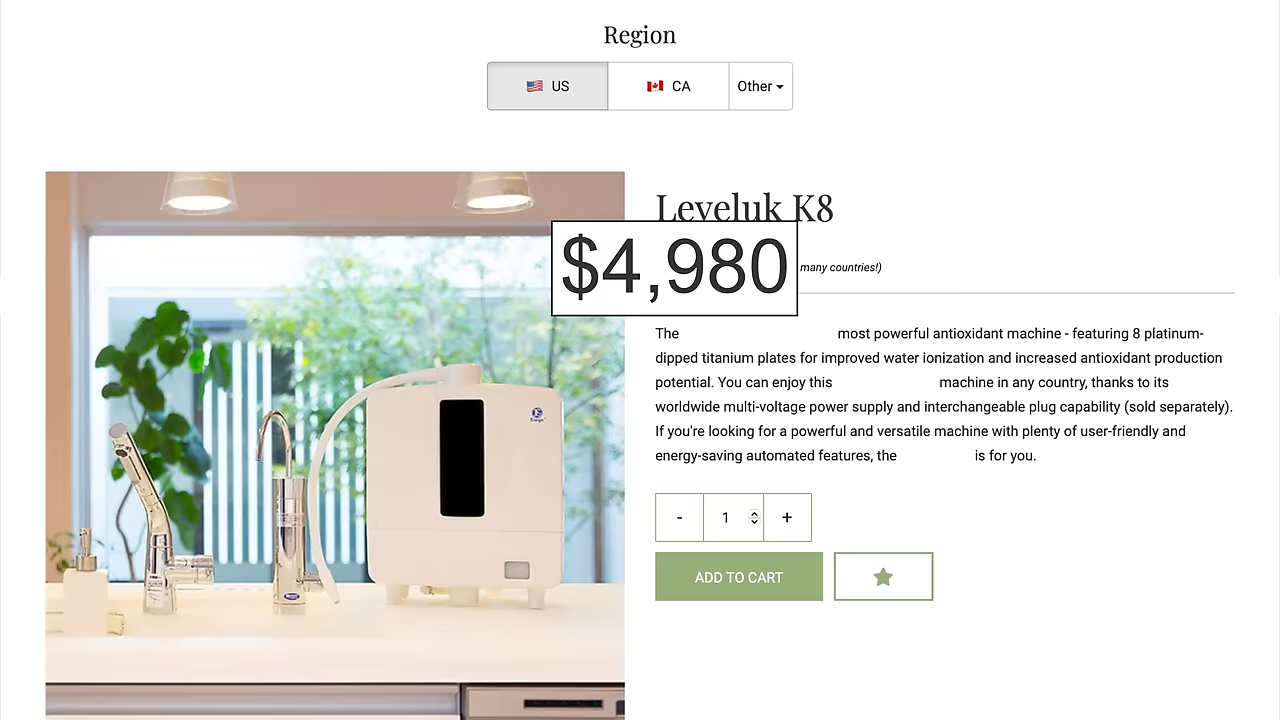 Region
🇺🇸 US
🇨🇦 CA
Other
Leveluk K8
$4,980
many countries!)
The most powerful antioxidant machine - featuring 8 platinum-
dipped titanium plates for improved water ionization and increased antioxidant production
potential. You can enjoy this machine in any country, thanks to its
worldwide multi-voltage power supply and interchangeable plug capability (sold separately).
If you're looking for a powerful and versatile machine with plenty of user-friendly and
energy-saving automated features, the is for you.
- 1 +
ADD TO CART